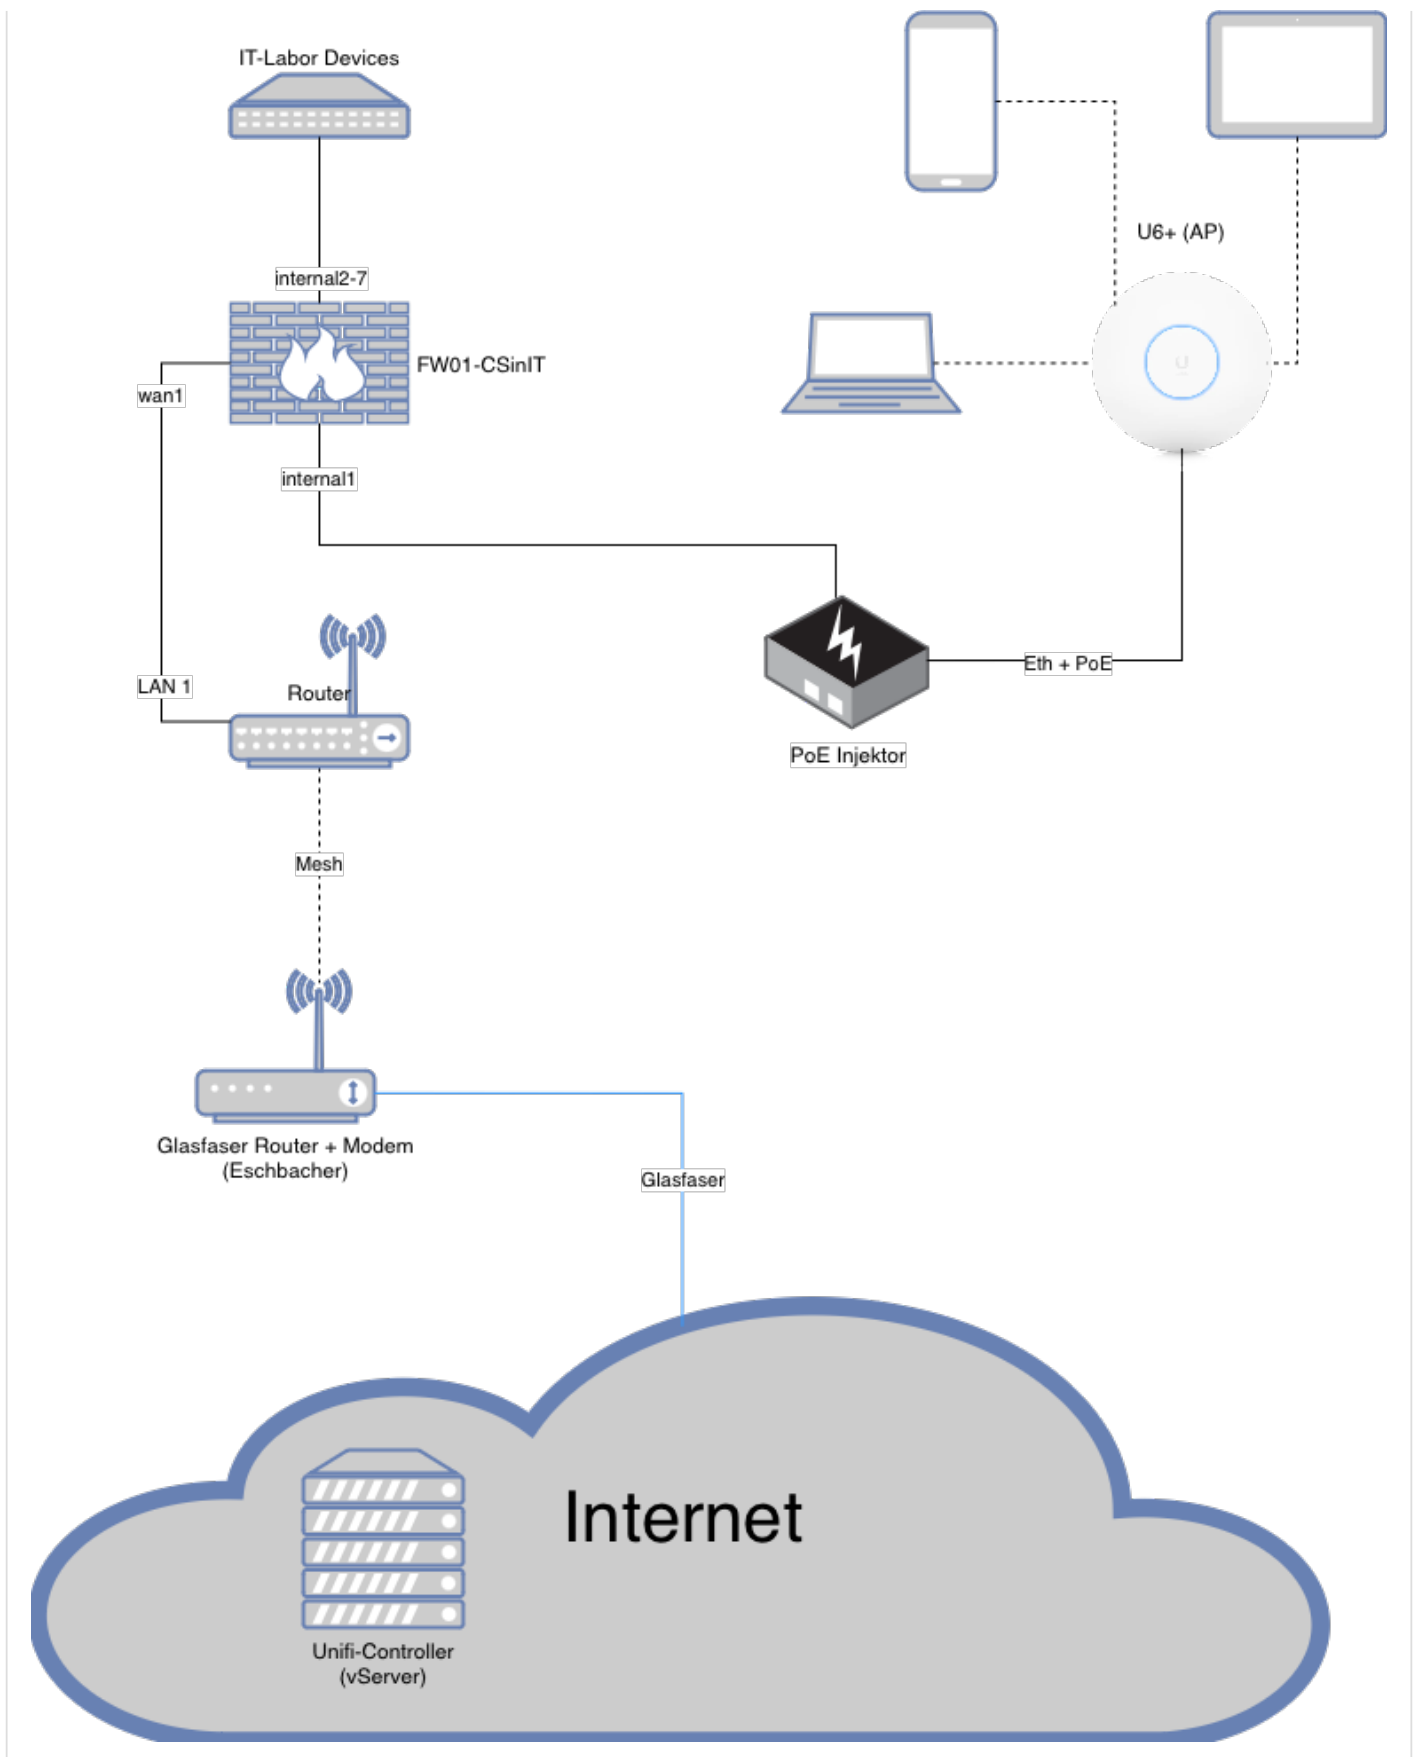 IT-Labor Devices
U6+ (AP)
internal2-7
FW01-CSinIT
wan1
internal1
Eth + PoE
LAN 1
Router
PoE Injektor
Mesh
Glasfaser Router + Modem
(Eschbacher)
Glasfaser
Internet
Unifi-Controller
(vServer)